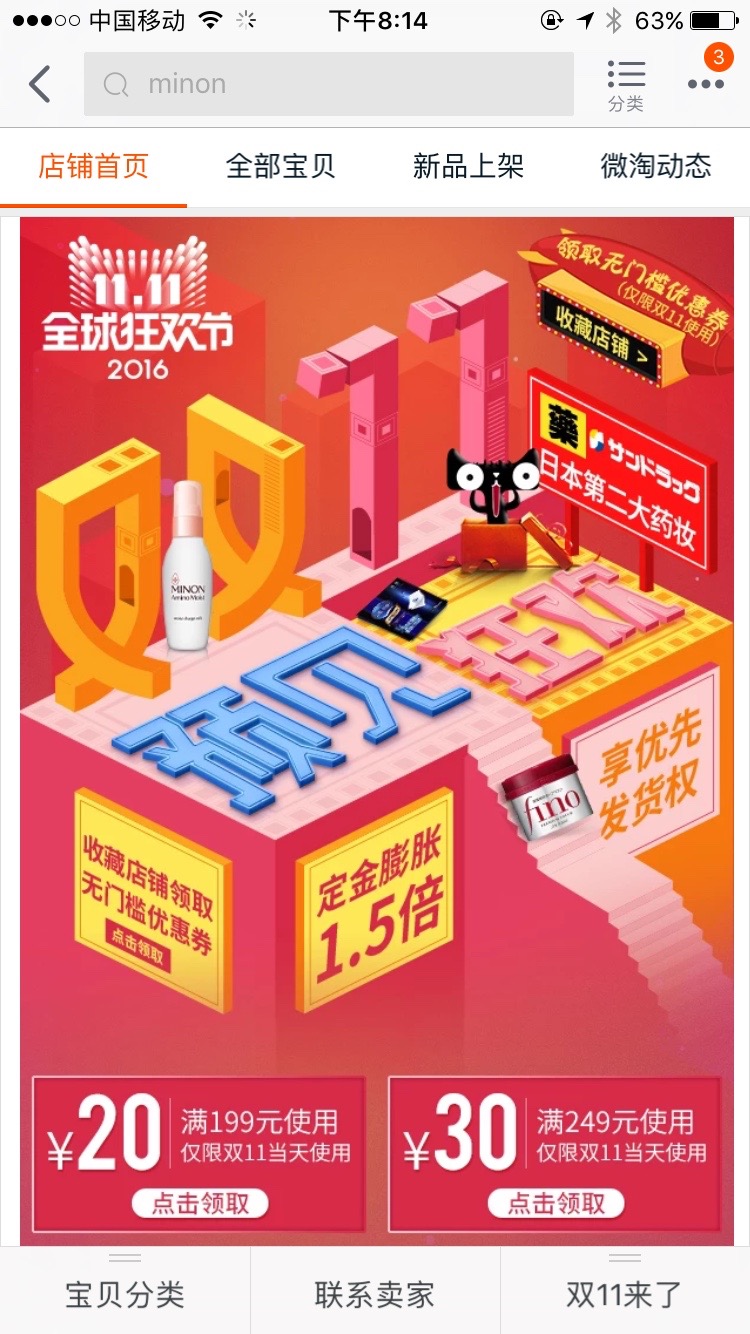 中国移动
下午8:14
63%
3
minon
分类
店铺首页
全部宝贝
新品上架
微淘动态
11.11
全球狂欢节
2016
领取无门槛优惠券
(仅限双11使用)
收藏店铺 >
双11
藥
サンドラッグ
日本第二大药妆
MINON
Amino Moist
预见
狂欢
享优先
发货权
fino
收藏店铺领取
无门槛优惠券
点击领取
定金膨胀
1.5倍
¥20
满199元使用
仅限双11当天使用
点击领取
¥30
满249元使用
仅限双11当天使用
点击领取
宝贝分类
联系卖家
双11来了